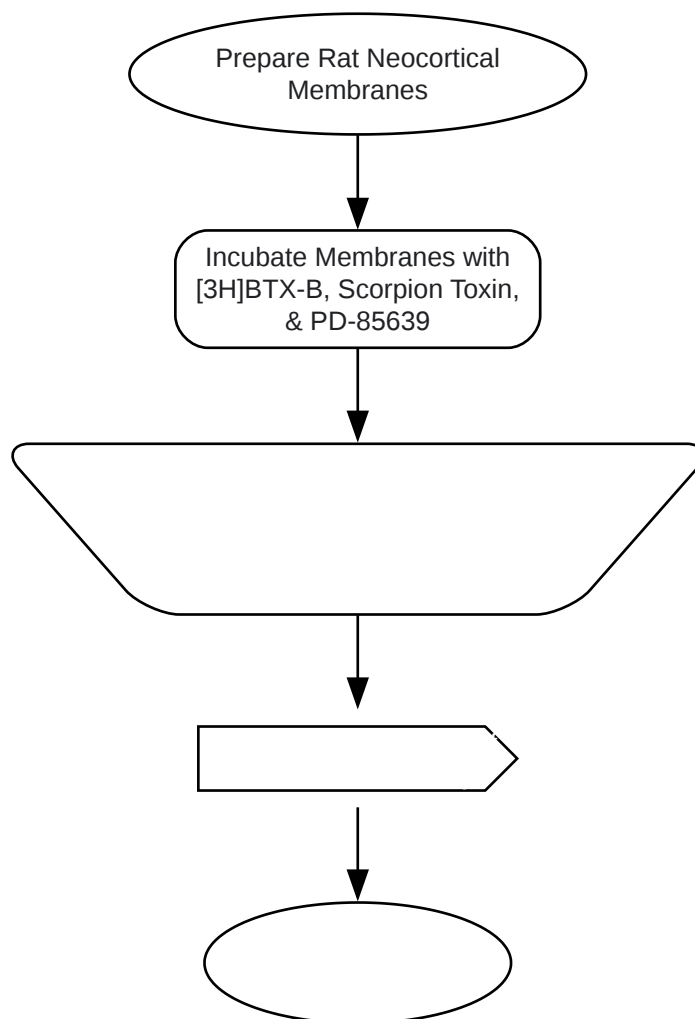 Prepare Rat Neocortical
Membranes
Incubate Membranes with
[3H]BTX-B, Scorpion Toxin,
& PD-85639